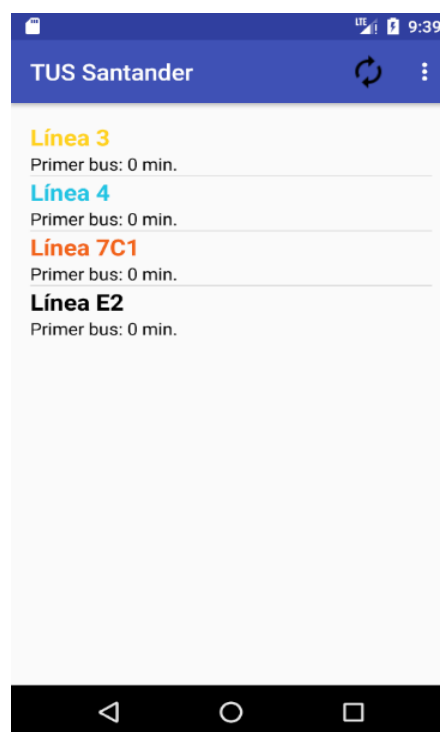 LTE 9:39
TUS Santander
Línea 3
Primer bus: 0 min.
Línea 4
Primer bus: 0 min.
Línea 7C1
Primer bus: 0 min.
Línea E2
Primer bus: 0 min.